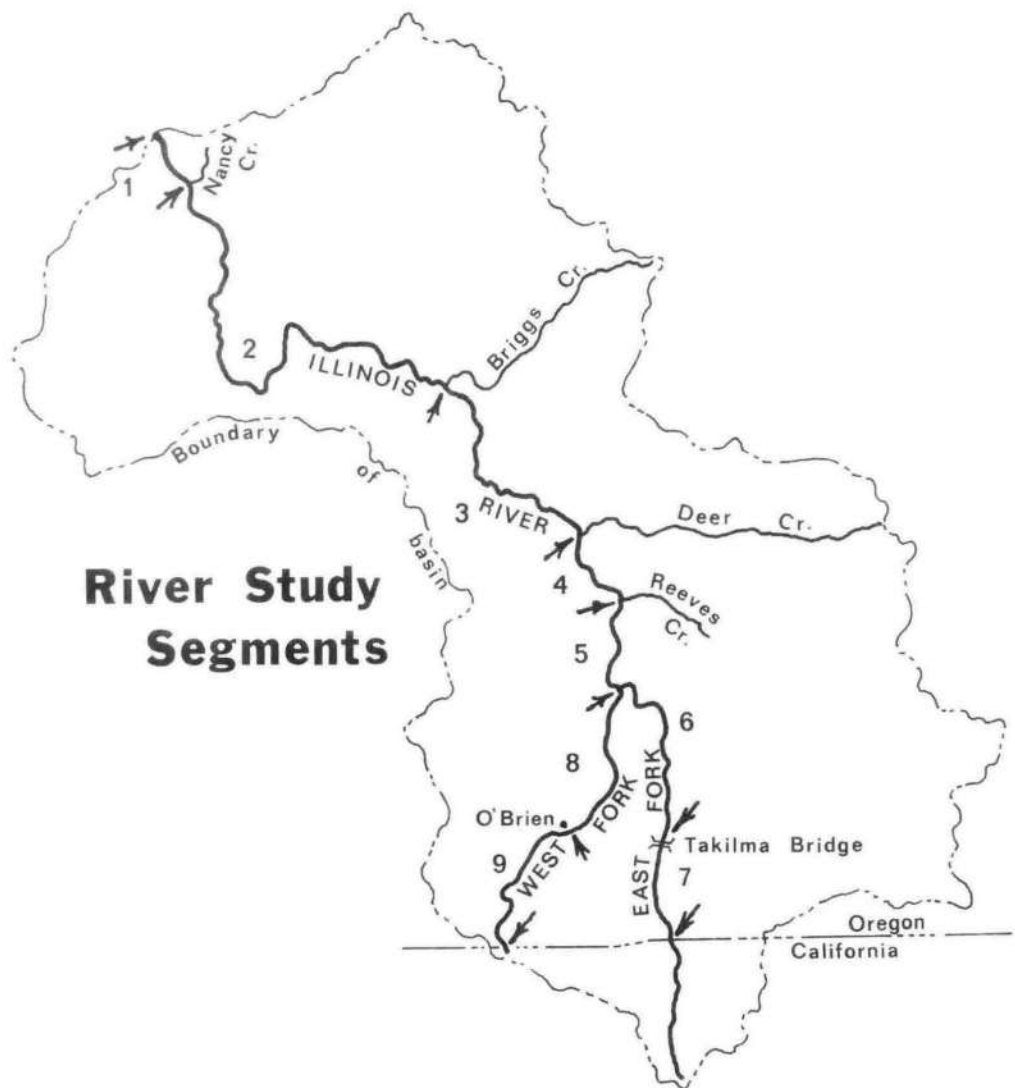 Nancy
Cr.
1
2
ILLINOIS
Briggs Cr.
Boundary of basin
3
RIVER
Deer Cr.
River Study
Segments
4
Reeves
Cr.
5
6
8
EAST FORK
WEST FORK
O'Brien
Takilma Bridge
9
7
Oregon
California